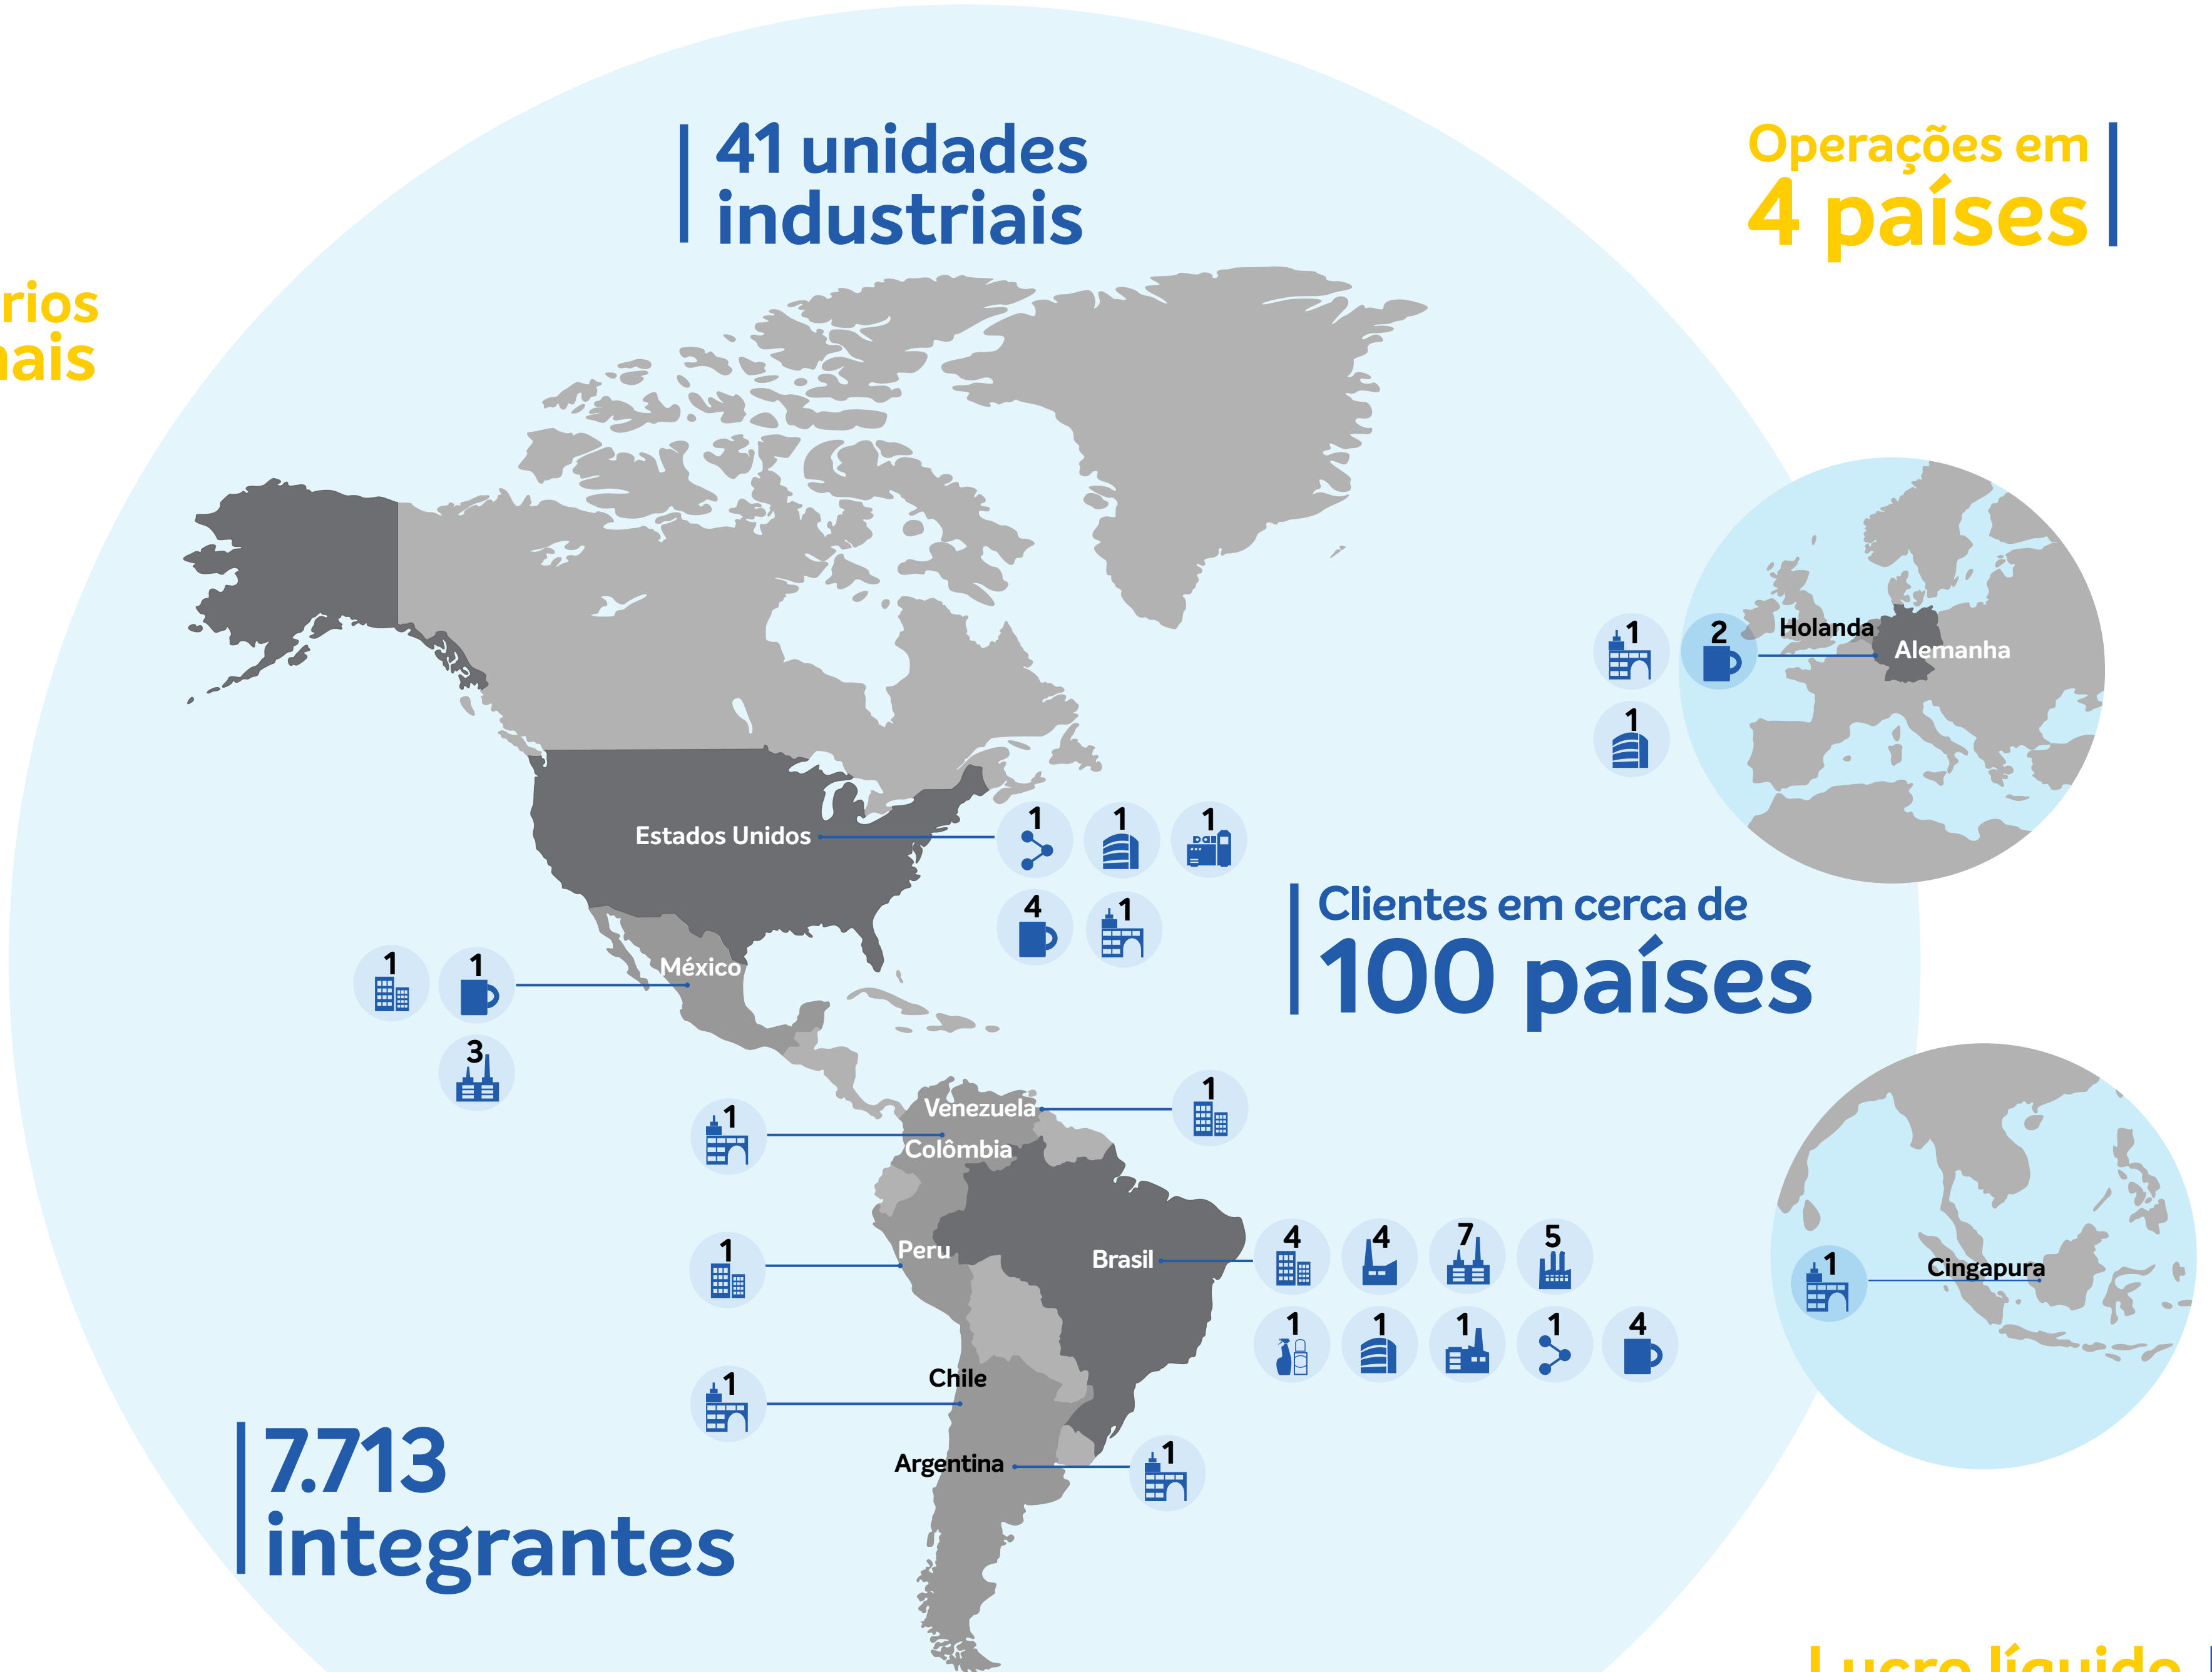 41 unidades
industriais
Operações em
4 países
rios
nais
Holanda
Alemanha
1
2
1
Estados Unidos
1
1
1
4
1
Clientes em cerca de
100 países
México
1
1
3
Venezuela
1
Colômbia
1
Peru
1
Brasil
4
4
7
5
1
1
1
1
4
Cingapura
1
Chile
1
Argentina
1
7.713
integrantes
Lucro líquido